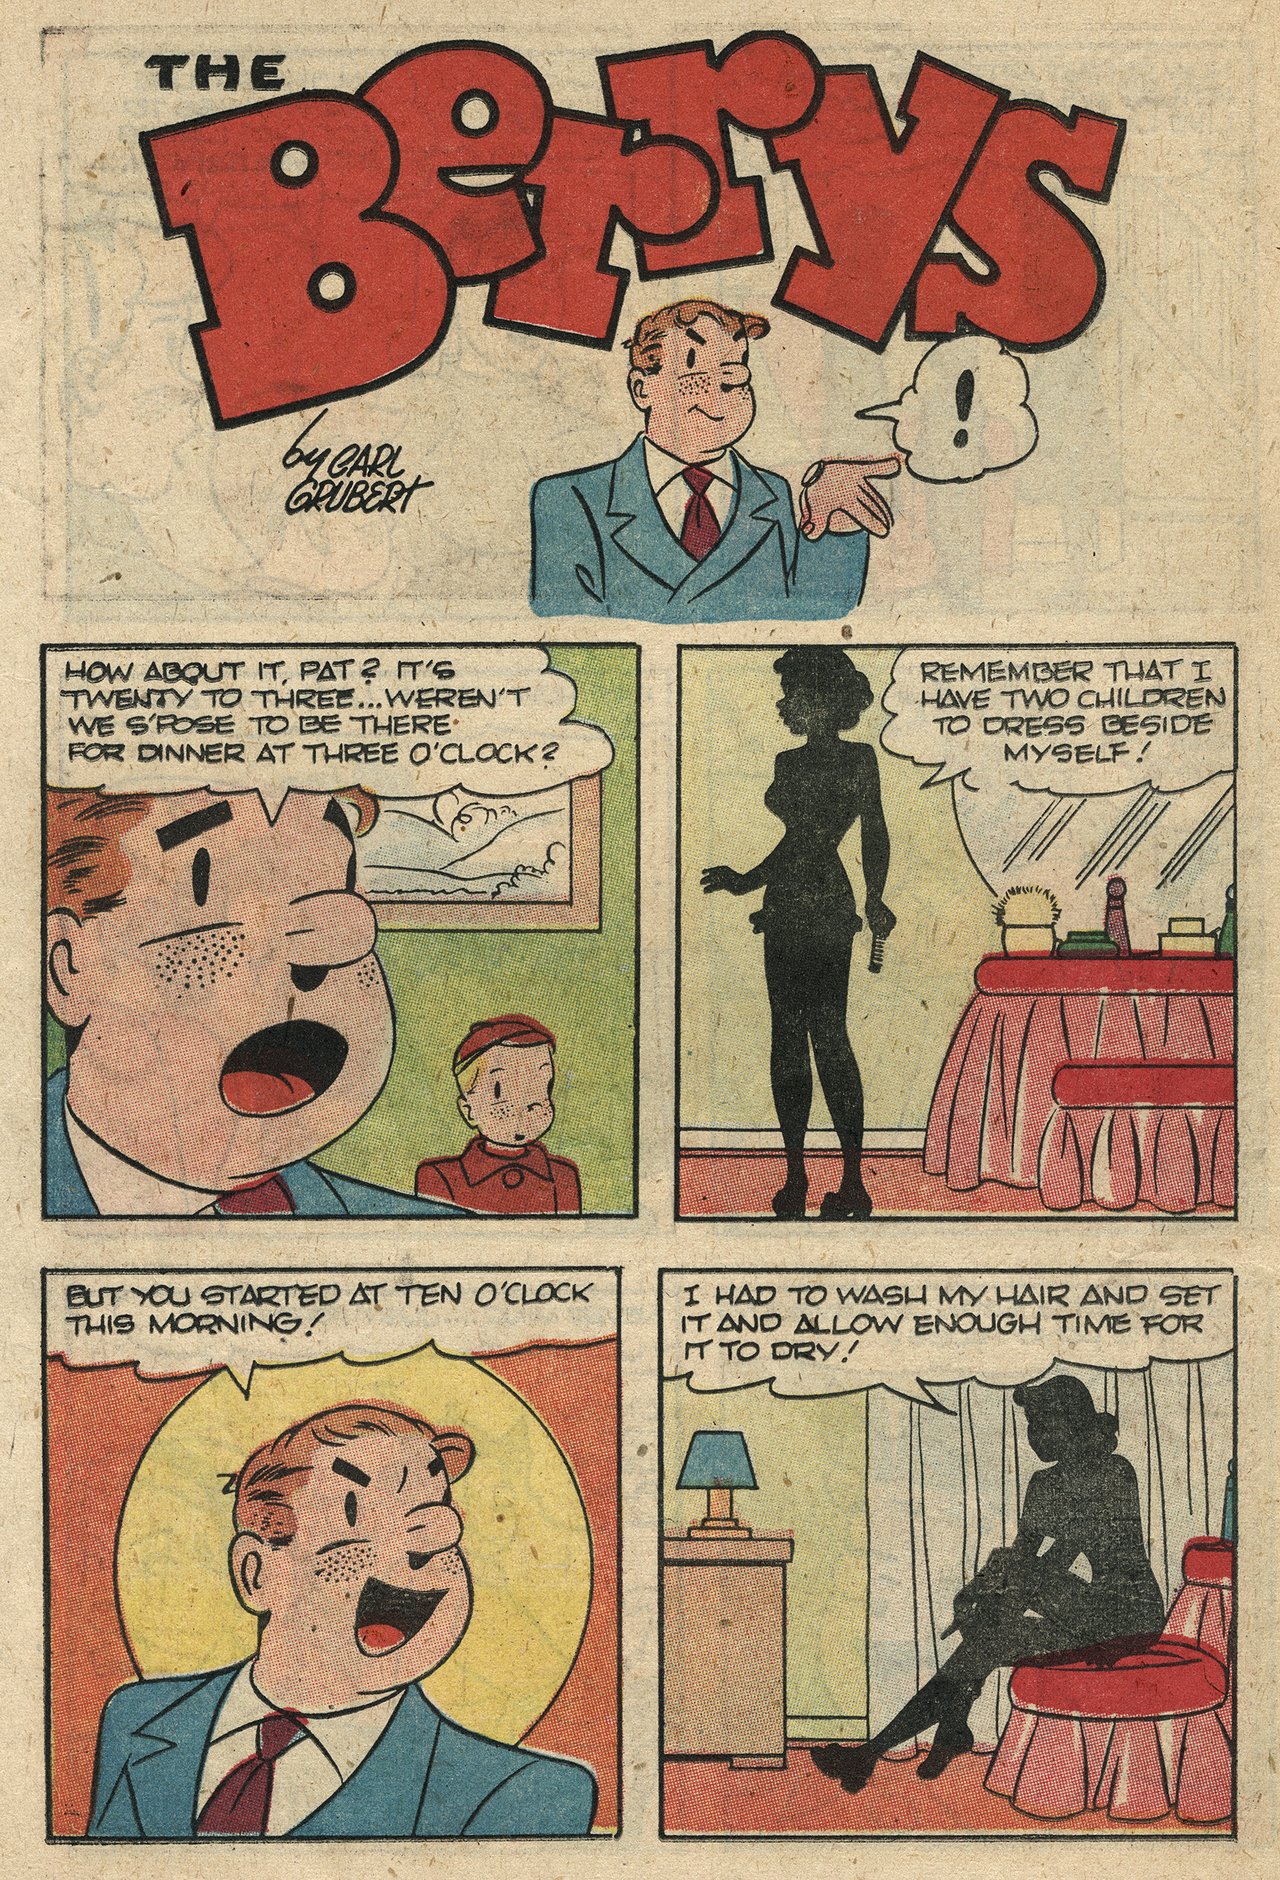 THE
Berrys
by CARL
GRUBERT
!
HOW ABOUT IT, PAT? IT'S
TWENTY TO THREE...WEREN'T
WE S'POSE TO BE THERE
FOR DINNER AT THREE O'CLOCK?
REMEMBER THAT I
HAVE TWO CHILDREN
TO DRESS BESIDE
MYSELF!
BUT YOU STARTED AT TEN O'CLOCK
THIS MORNING!
I HAD TO WASH MY HAIR AND SET
IT AND ALLOW ENOUGH TIME FOR
IT TO DRY!